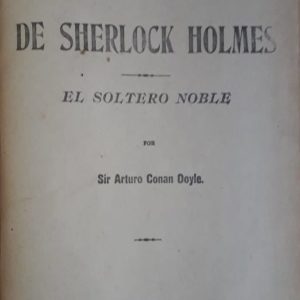 DE SHERLOCK HOLMES
EL SOLTERO NOBLE
POR
Sir Arturo Conan Doyle.